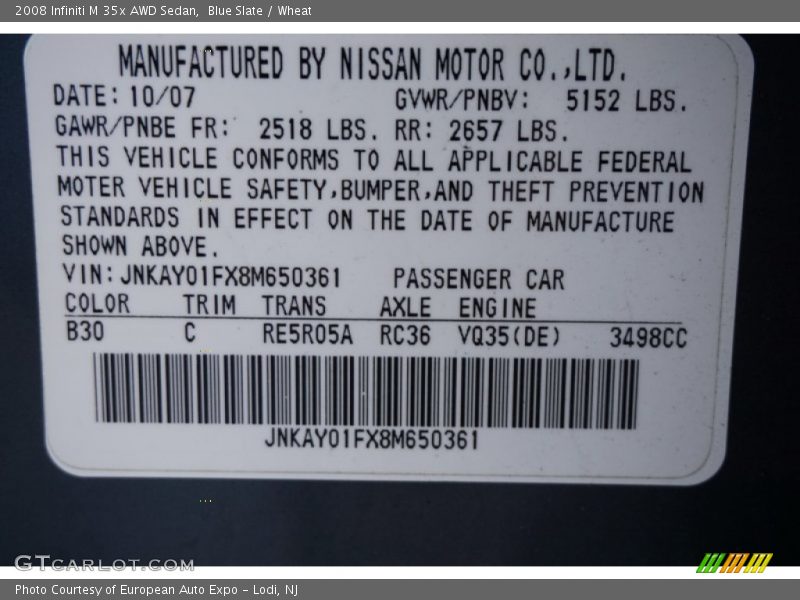 2008 Infiniti M 35x AWD Sedan,  Blue Slate / Wheat
MANUFACTURED BY NISSAN MOTOR CO.,LTD.
DATE: 10/07 GVWR/PNBV: 5152 LBS.
GAWR/PNBE FR: 2518 LBS. RR: 2657 LBS.
THIS VEHICLE CONFORMS TO ALL APPLICABLE FEDERAL
MOTER VEHICLE SAFETY,BUMPER,AND THEFT PREVENTION
STANDARDS IN EFFECT ON THE DATE OF MANUFACTURE
SHOWN ABOVE.
VIN: JNKAY01FX8M650361 PASSENGER CAR
COLOR TRIM TRANS AXLE ENGINE
B30 C RE5R05A RC36 VQ35(DE) 3498CC
JNKAY01FX8M650361
GTCARLOT.COM
Photo Courtesy of European Auto Expo - Lodi, NJ